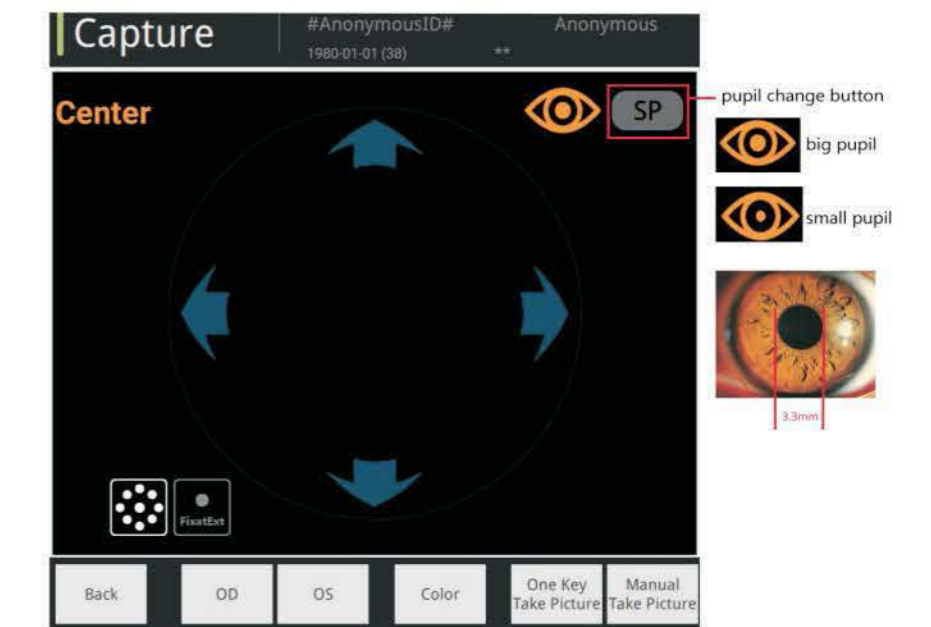 Capture
#AnonymousID#
Anonymous
1980-01-01 (38)
**
Center
SP
pupil change button
big pupil
small pupil
3.3mm
FixatExt
Back
OD
OS
Color
One Key
Take Picture
Manual
Take Picture